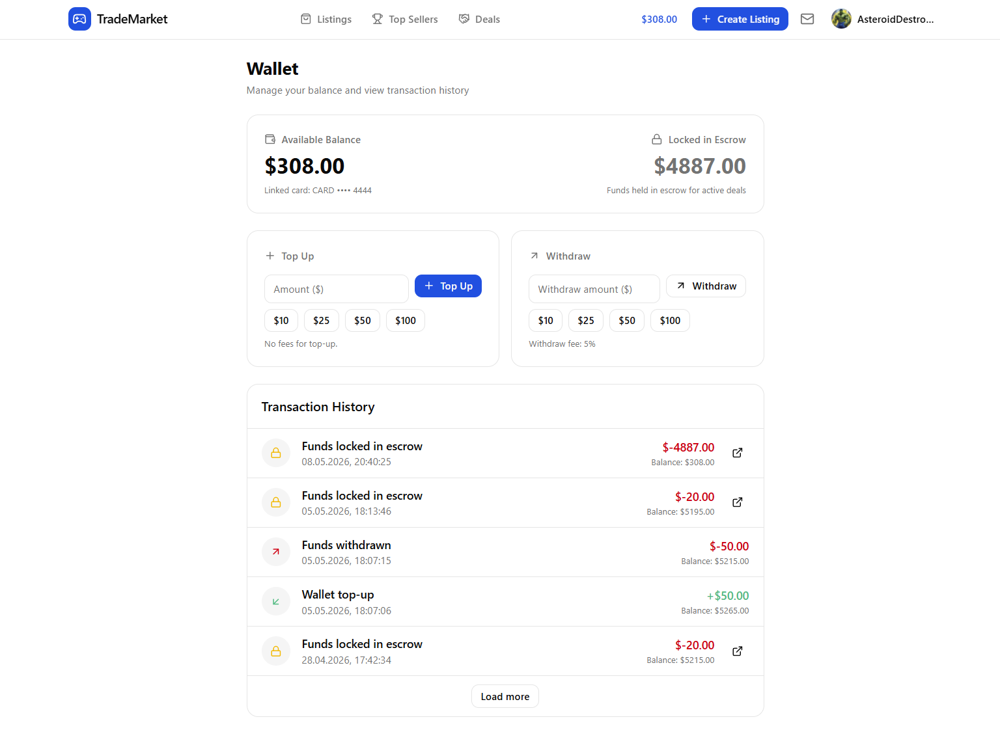 TradeMarket
Listings
Top Sellers
Deals
$308.00
Create Listing
AsteroidDestro...
Wallet
Manage your balance and view transaction history
Available Balance
$308.00
Linked card: CARD •••• 4444
Locked in Escrow
$4887.00
Funds held in escrow for active deals
Top Up
Amount ($)
Top Up
$10
$25
$50
$100
No fees for top-up.
Withdraw
Withdraw amount ($)
Withdraw
$10
$25
$50
$100
Withdraw fee: 5%
Transaction History
Funds locked in escrow
08.05.2026, 20:40:25
$-4887.00
Balance: $308.00
Funds locked in escrow
05.05.2026, 18:13:46
$-20.00
Balance: $5195.00
Funds withdrawn
05.05.2026, 18:07:15
$-50.00
Balance: $5215.00
Wallet top-up
05.05.2026, 18:07:06
+$50.00
Balance: $5265.00
Funds locked in escrow
28.04.2026, 17:42:34
$-20.00
Balance: $5215.00
Load more